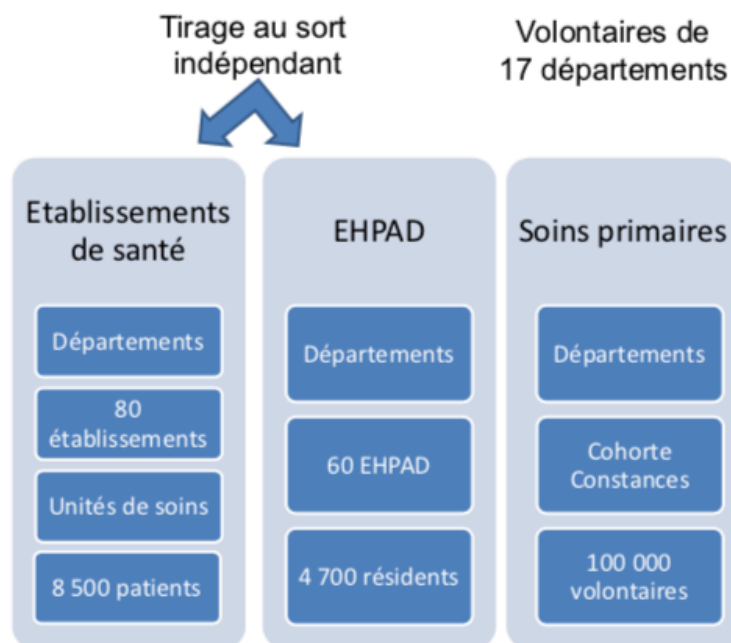 Tirage au sort
indépendant
Volontaires de
17 départements
Etablissements
de santé
Départements
80
établissements
Unités de soins
8 500 patients
EHPAD
Départements
60 EHPAD
4 700 résidents
Soins primaires
Départements
Cohorte
Constances
100 000
volontaires